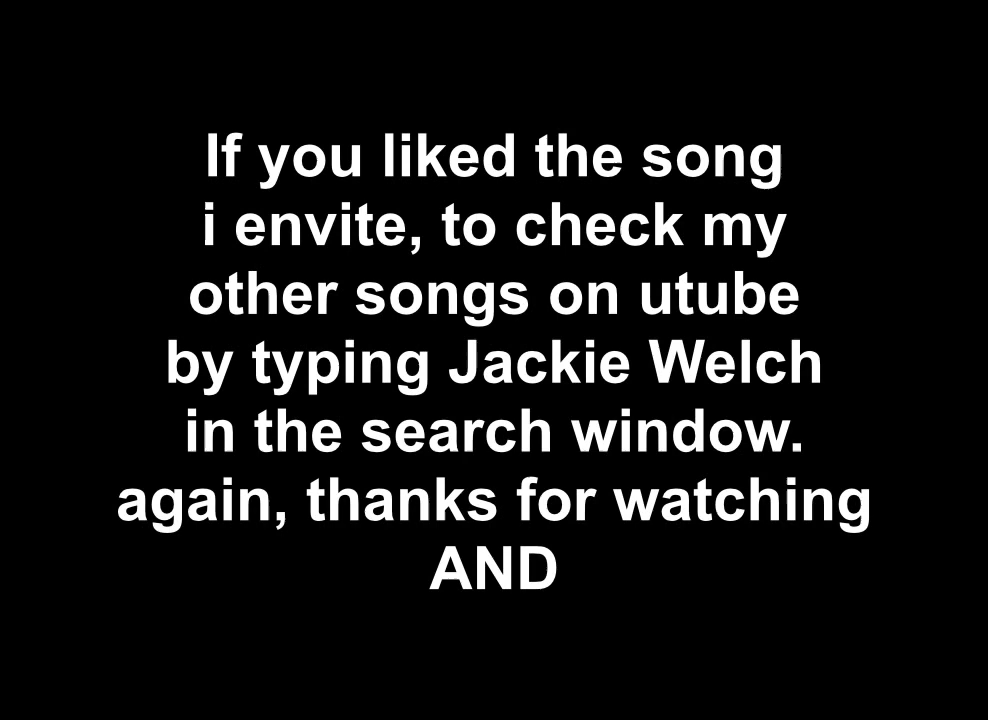 If you liked the song
i envite, to check my
other songs on utube
by typing Jackie Welch
in the search window.
again, thanks for watching
AND